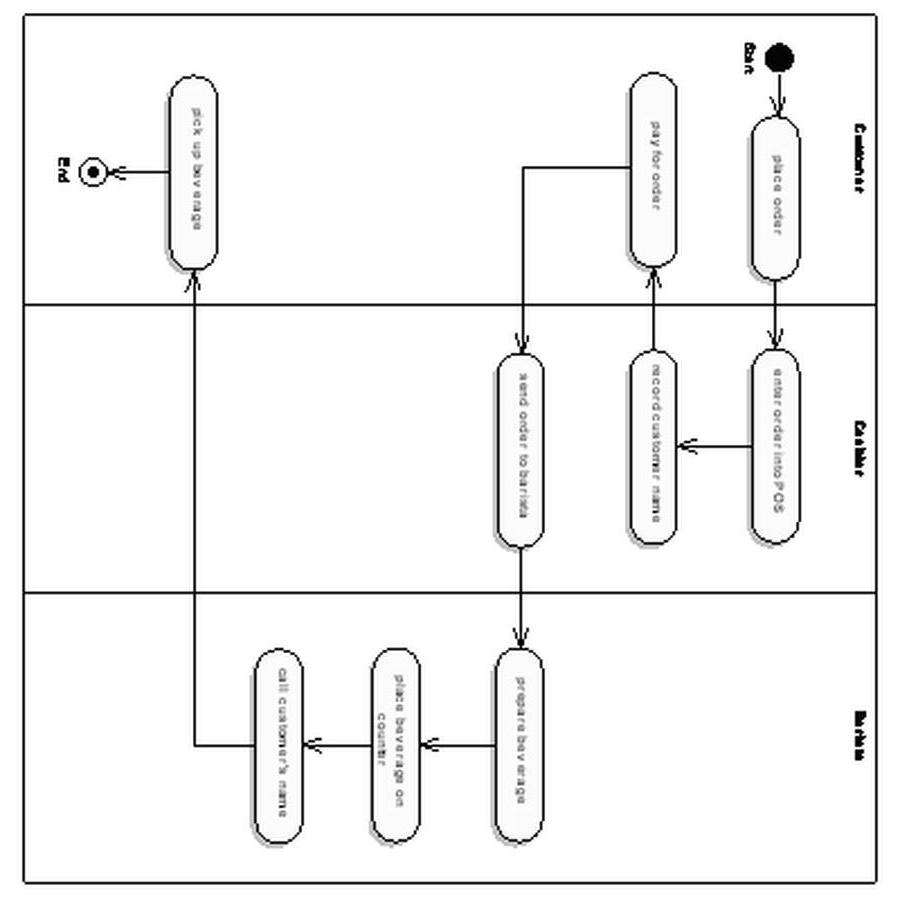 Customer
Cashier
Barista
Start
place order
enter order into POS
pay for order
record customer name
send order to barista
prepare beverage
place beverage on
counter
call customer's name
pick up beverage
End